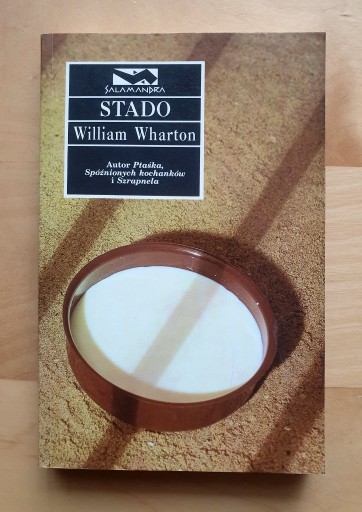 SALAMANDRA
STADO
William Wharton
Autor Ptaśka,
Spóźnionych kochanków
i Szrapnela